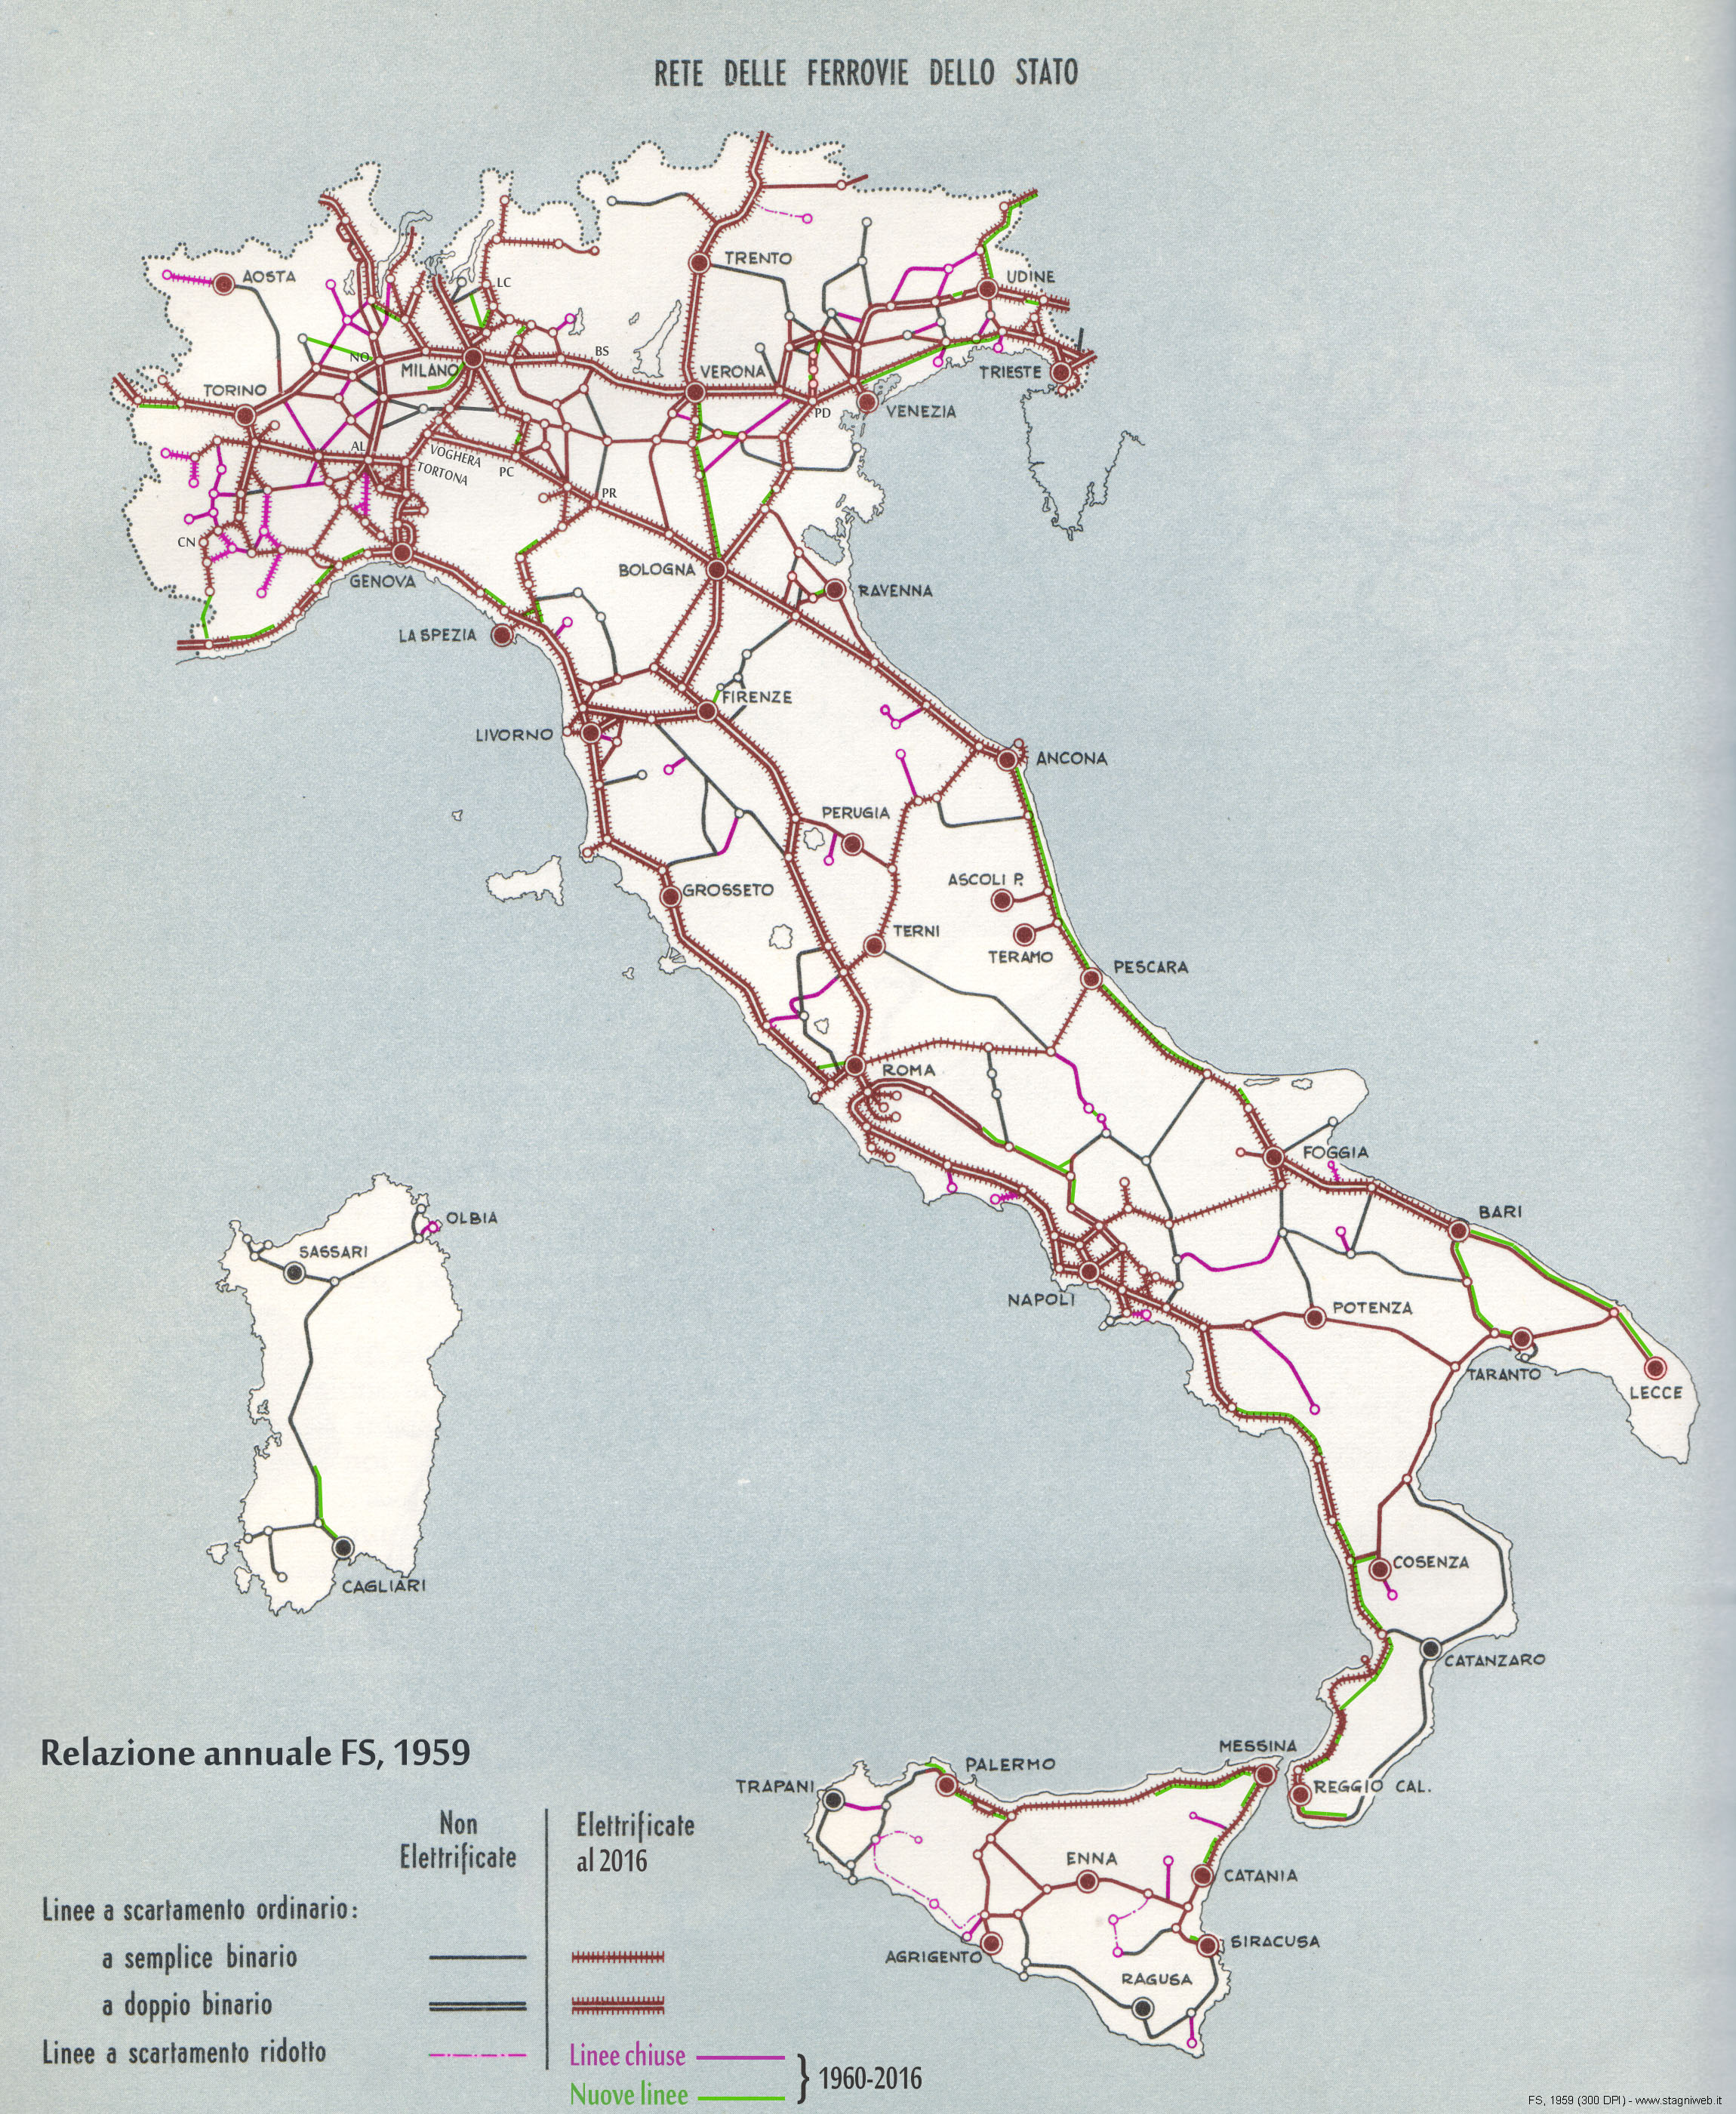 RETE DELLE FERROVIE DELLO STATO
AOSTA
TRENTO
UDINE
LC
NO
MILANO
BS
VERONA
TRIESTE
TORINO
PD
VENEZIA
AL
VOGHERA
TORTONA
PC
PR
CN
GENOVA
BOLOGNA
RAVENNA
LA SPEZIA
FIRENZE
LIVORNO
ANCONA
PERUGIA
GROSSETO
ASCOLI P.
TERNI
TERAMO
PESCARA
ROMA
FOGGIA
OLBIA
BARI
SASSARI
NAPOLI
POTENZA
TARANTO
LECCE
COSENZA
CAGLIARI
CATANZARO
Relazione annuale FS, 1959
MESSINA
PALERMO
TRAPANI
REGGIO CAL.
ENNA
CATANIA
AGRIGENTO
SIRACUSA
RAGUSA
Non
Elettrificate
Elettrificate
al 2016
Linee a scartamento ordinario:
a semplice binario
a doppio binario
Linee a scartamento ridotto
Linee chiuse
Nuove linee
} 1960-2016
FS, 1959 (300 DPI) - www.stagniweb.it